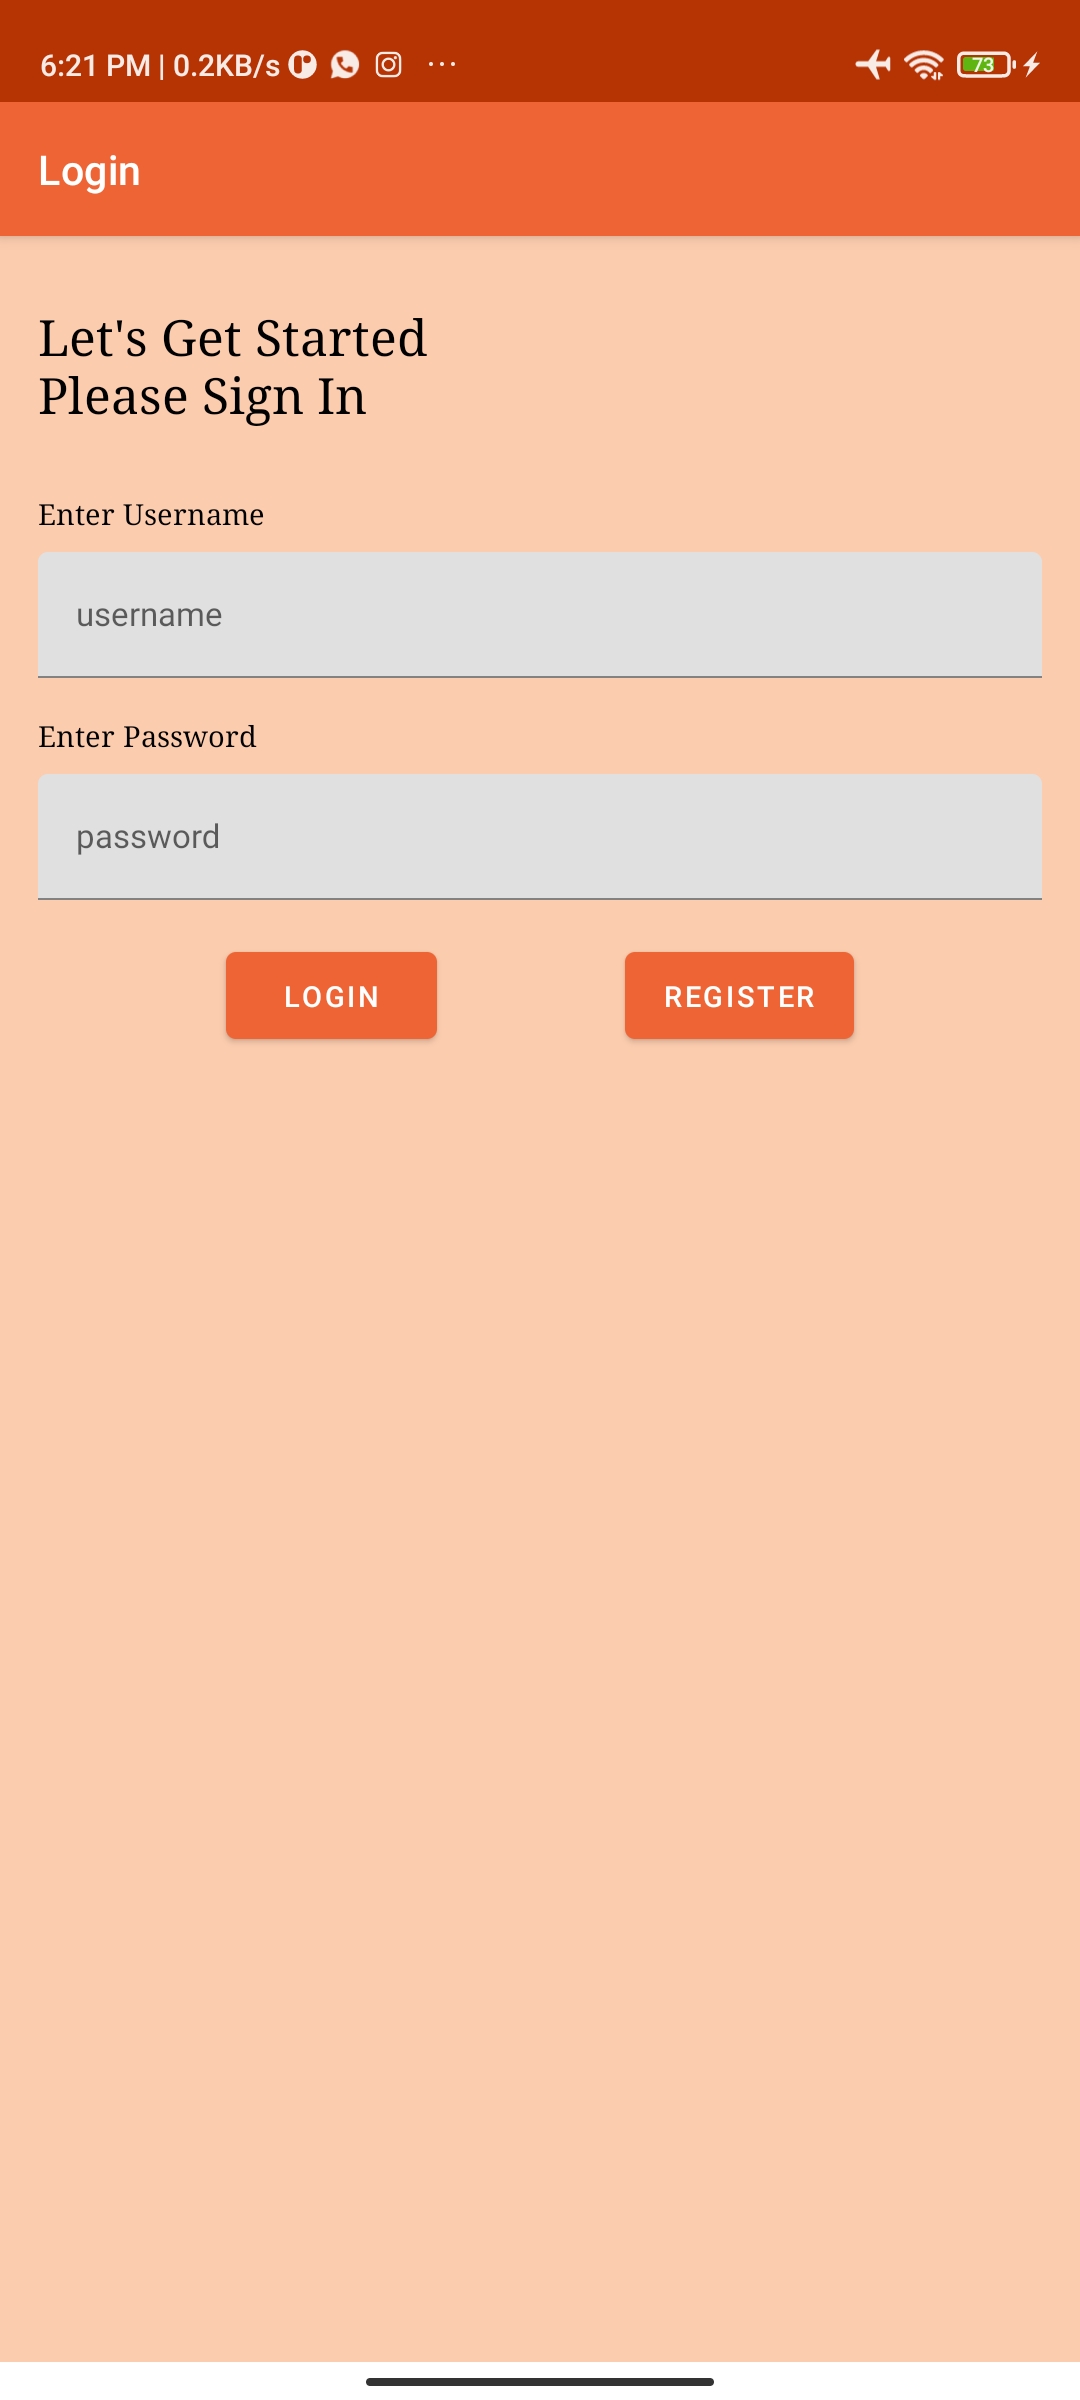 6:21 PM | 0.2KB/s ... 73
Login
Let's Get Started
Please Sign In
Enter Username
username
Enter Password
password
LOGIN REGISTER